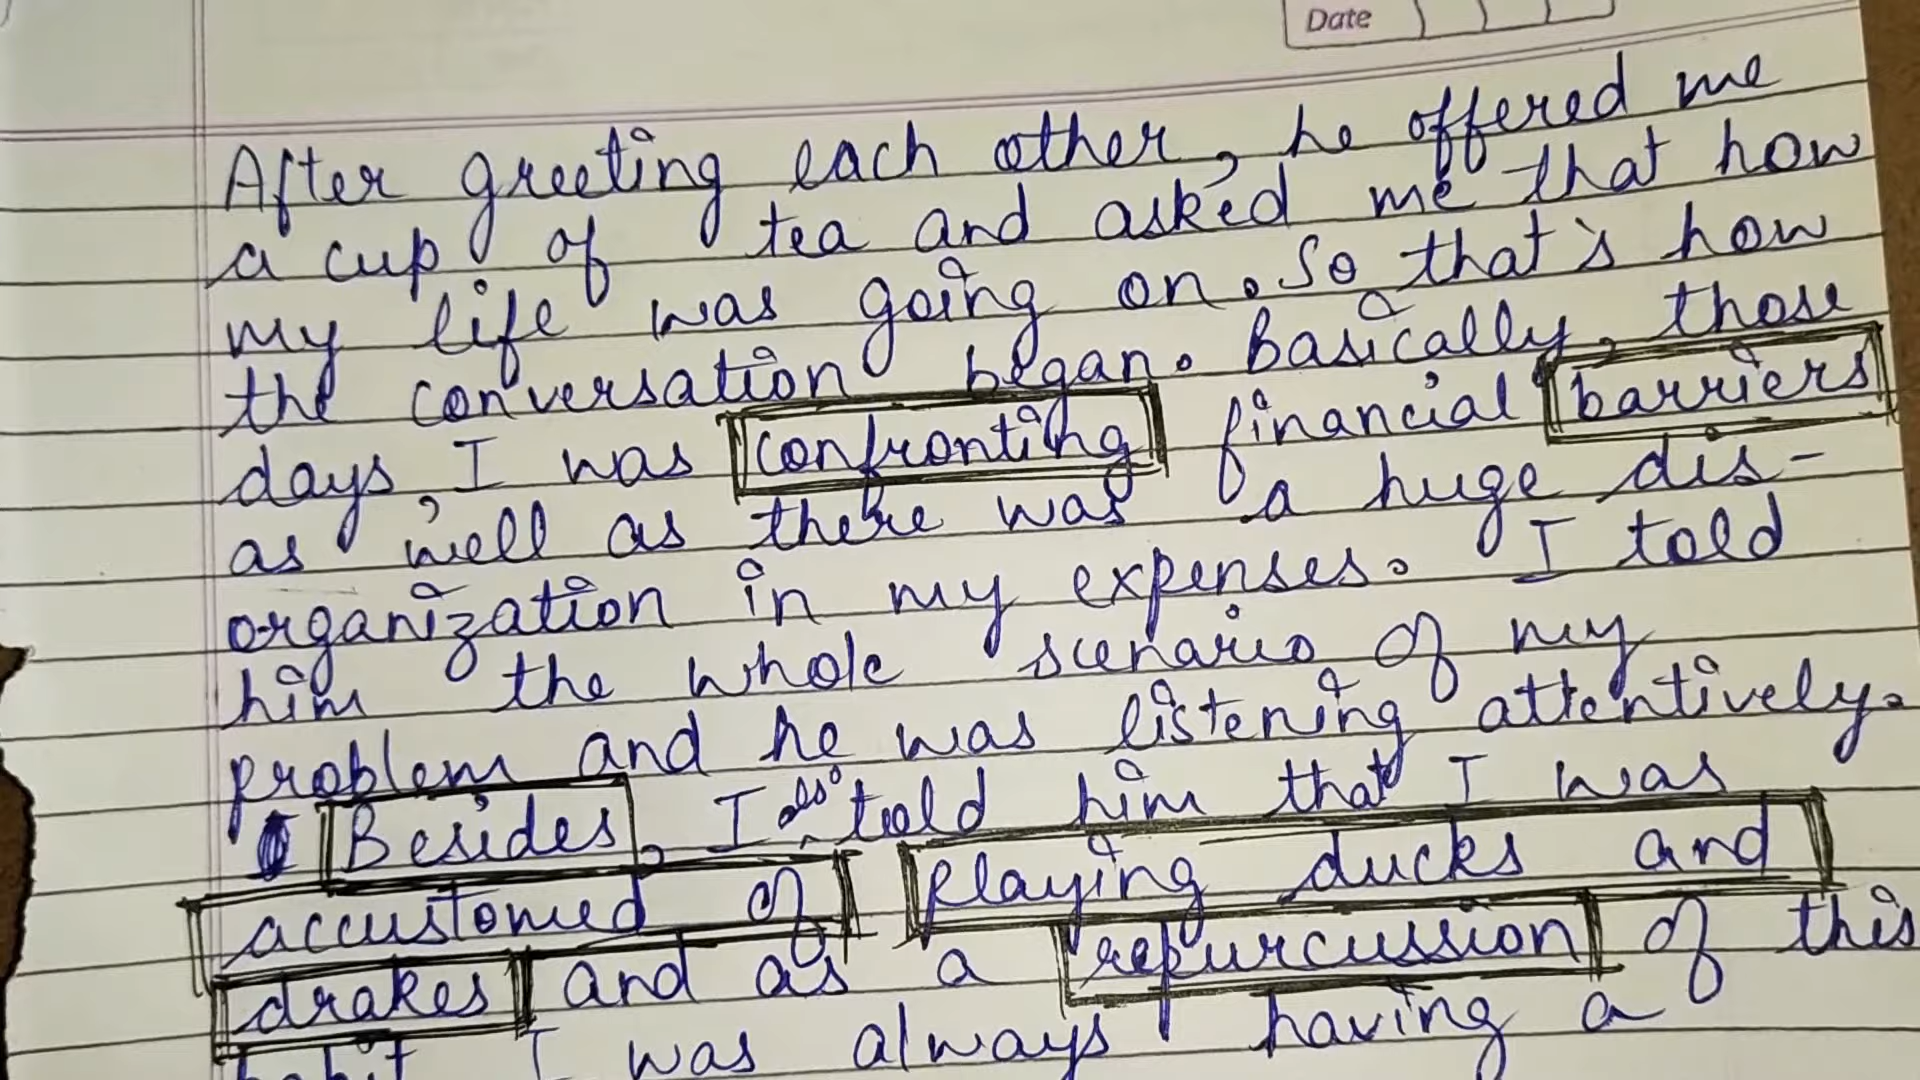 Date
After greeting each other, he offered me
a cup of tea and asked me that how
my life was going on. So that's how
the conversation began. Basically, those
days, I was confronting financial barriers
as well as there was a huge dis-
organization in my expenses. I told
him the whole scenario of my
problem and he was listening attentively.
Besides, I also told him that I was
accustomed of playing ducks and
drakes and as a repurcussion of this
habit I was always having a